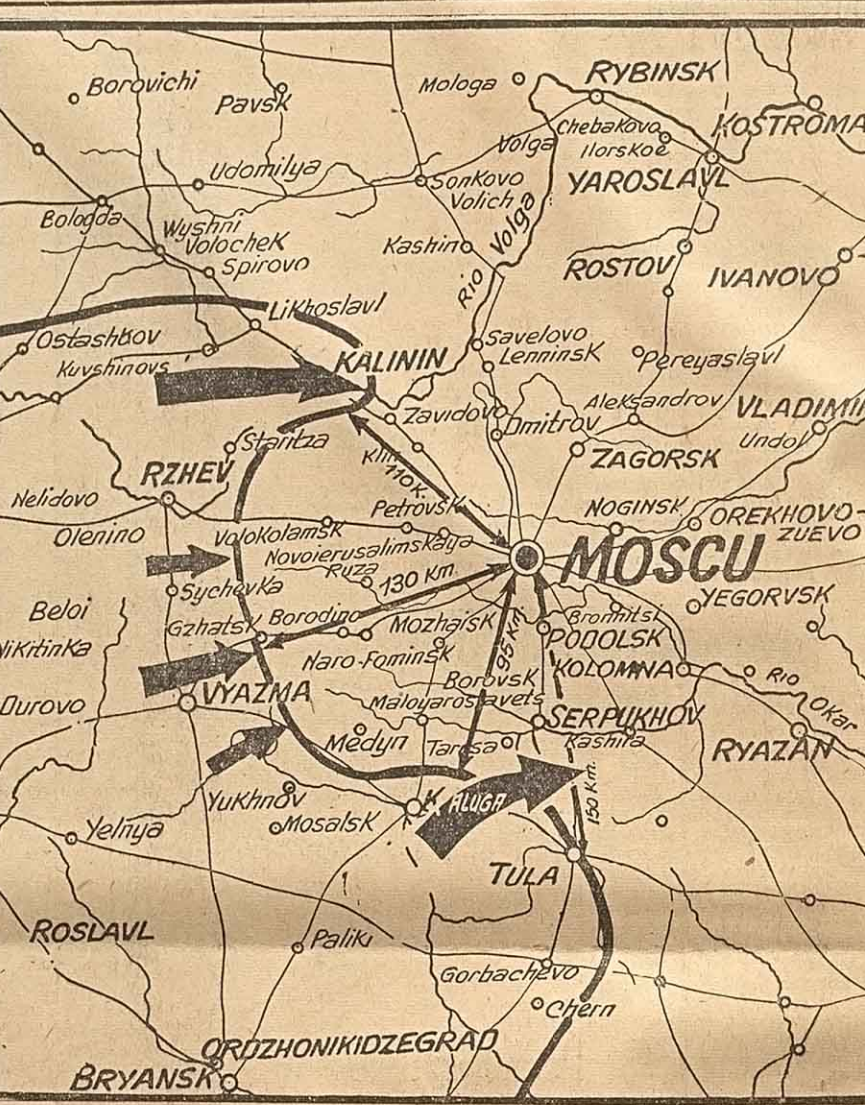 Borovichi
Pavsk
Mologa
RYBINSK
Chebakovo
Ilorskoe
KOSTROMA
Volga
YAROSLAVL
Udomilya
Sonkovo
Volich
Bologda
Wyshni
Volochek
Spirovo
Kashin
RIO Volga
ROSTOV
IVANOVO
Likhoslavl
Ostashkov
Kuvshinovs
KALININ
Savelovo
Lenninsk
Pereyaslavl
Zavidovo
Dmitrov
Aleksandrov
VLADIMI
Undol
Staritza
RZHEV
Klin
110 K.
ZAGORSK
Nelidovo
Olenino
Petrovsk
NOGINSK
OREKHOVO-
ZUEVO
Volokolamsk
Novoierusalimskaya
Ruza
MOSCU
130 Km.
Sychevka
Beloi
Nikitinka
Gzhatsk
Borodino
Mozhaisk
95 Km.
Bronnitsi
YEGORVSK
PODOLSK
Naro-Fominsk
KOLOMNA
Rio
Okar
Durovo
VYAZMA
Borovsk
Maloyaroslavets
SERPUKHOV
Kashira
RYAZAN
Medyn
Tarusa
150 Km.
Yukhnov
KALUGA
Mosalsk
Yelnya
TULA
ROSLAVL
Paliki
Gorbachevo
Chern
ORDZHONIKIDZEGRAD
BRYANSK